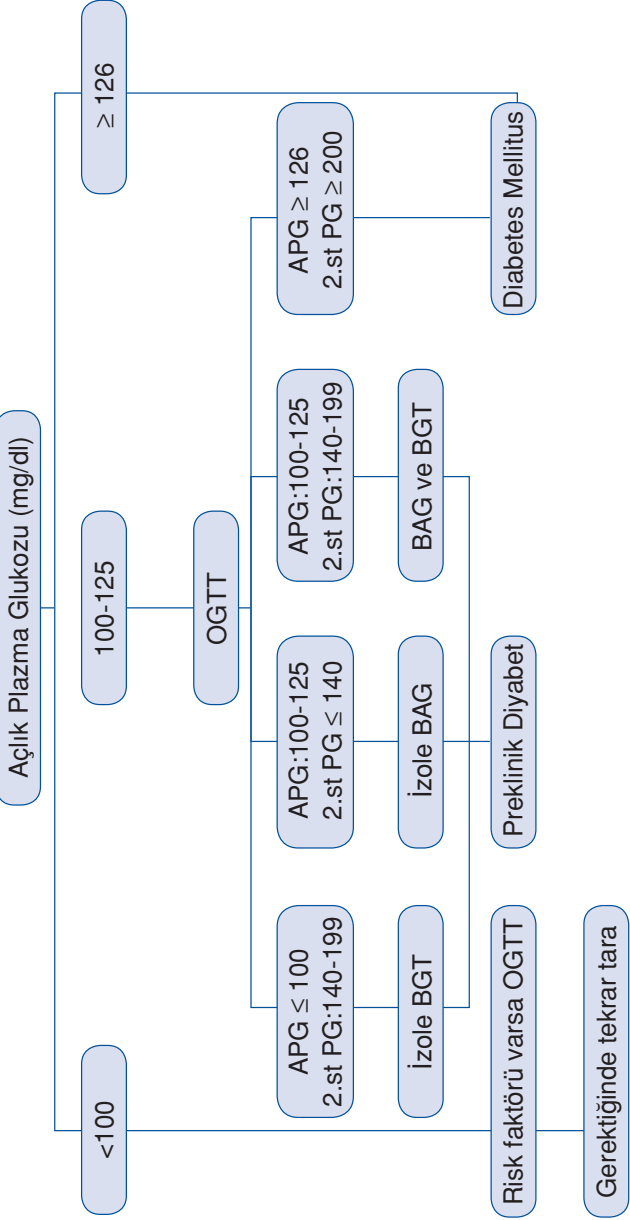 Açlık Plazma Glukozu (mg/dl)
<100
100-125
≥ 126
OGTT
APG ≤ 100
2.st PG:140-199
APG:100-125
2.st PG ≤ 140
APG:100-125
2.st PG:140-199
APG ≥ 126
2.st PG ≥ 200
İzole BGT
İzole BAG
BAG ve BGT
Risk faktörü varsa OGTT
Preklinik Diyabet
Diabetes Mellitus
Gerektiğinde tekrar tara